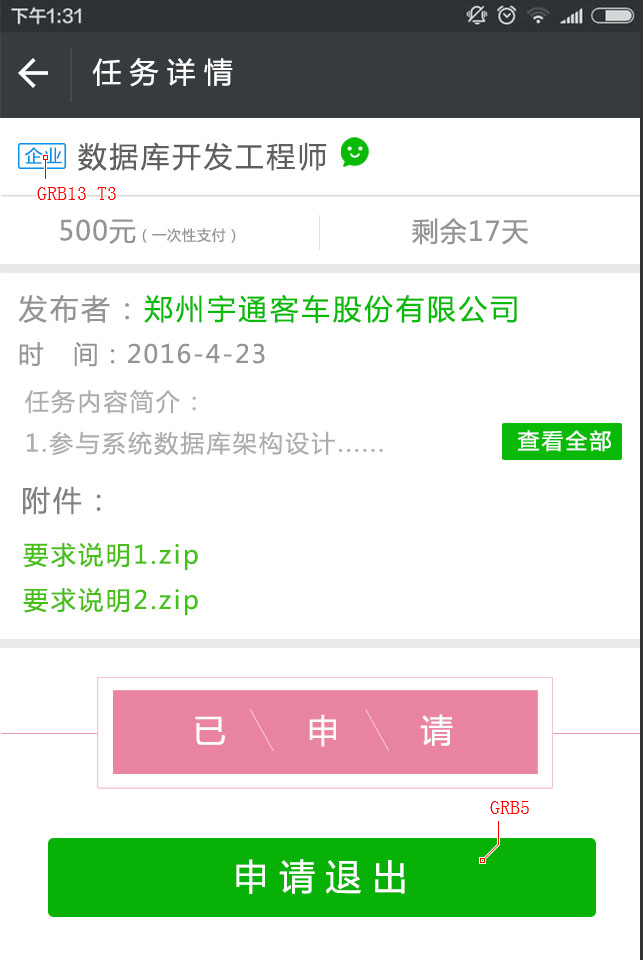 下午1:31
任务详情
企业 数据库开发工程师
GRB13 T3
500元（一次性支付） 剩余17天
发布者：郑州宇通客车股份有限公司
时 间：2016-4-23
任务内容简介：
1.参与系统数据库架构设计…… 查看全部
附件：
要求说明1.zip
要求说明2.zip
已 申 请
GRB5
申请退出